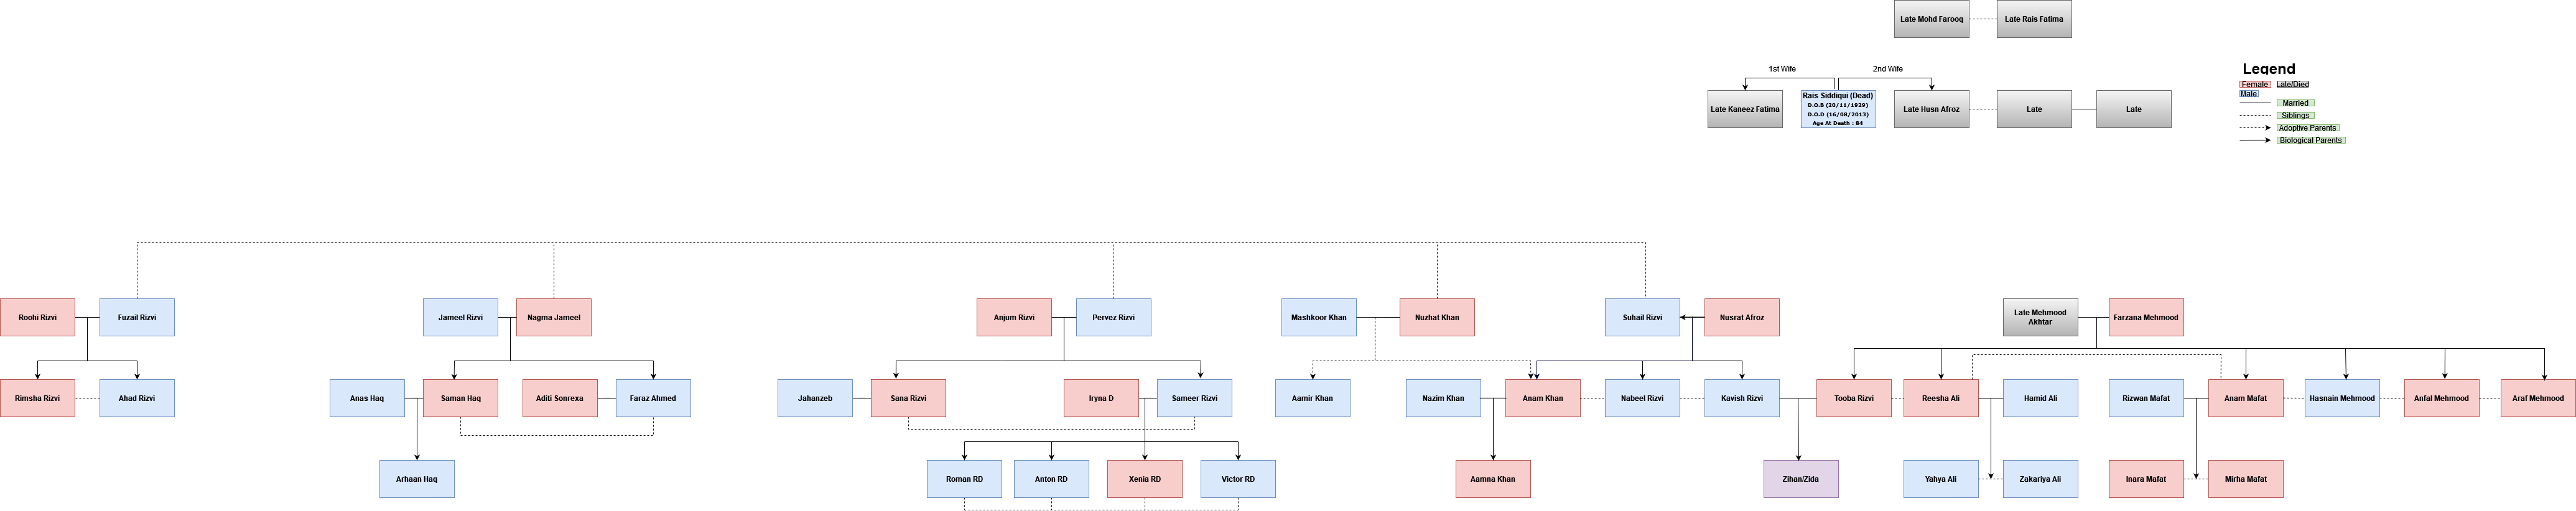 Late Mohd Farooq
Late Rais Fatima
Legend
Female
Late/Died
Male
Married
Siblings
Adoptive Parents
Biological Parents
1st Wife
2nd Wife
Late Kaneez Fatima
Rais Siddiqui (Dead)
D.O.B (20/11/1929)
D.O.D (16/08/2013)
Age At Death : 84
Late Husn Afroz
Late
Late
Roohi Rizvi
Fuzail Rizvi
Jameel Rizvi
Nagma Jameel
Anjum Rizvi
Pervez Rizvi
Mashkoor Khan
Nuzhat Khan
Suhail Rizvi
Nusrat Afroz
Late Mehmood
Akhtar
Farzana Mehmood
Rimsha Rizvi
Ahad Rizvi
Anas Haq
Saman Haq
Aditi Sonrexa
Faraz Ahmed
Jahanzeb
Sana Rizvi
Iryna D
Sameer Rizvi
Aamir Khan
Nazim Khan
Anam Khan
Nabeel Rizvi
Kavish Rizvi
Tooba Rizvi
Reesha Ali
Hamid Ali
Rizwan Mafat
Anam Mafat
Hasnain Mehmood
Anfal Mehmood
Araf Mehmood
Arhaan Haq
Roman RD
Anton RD
Xenia RD
Victor RD
Aamna Khan
Zihan/Zida
Yahya Ali
Zakariya Ali
Inara Mafat
Mirha Mafat